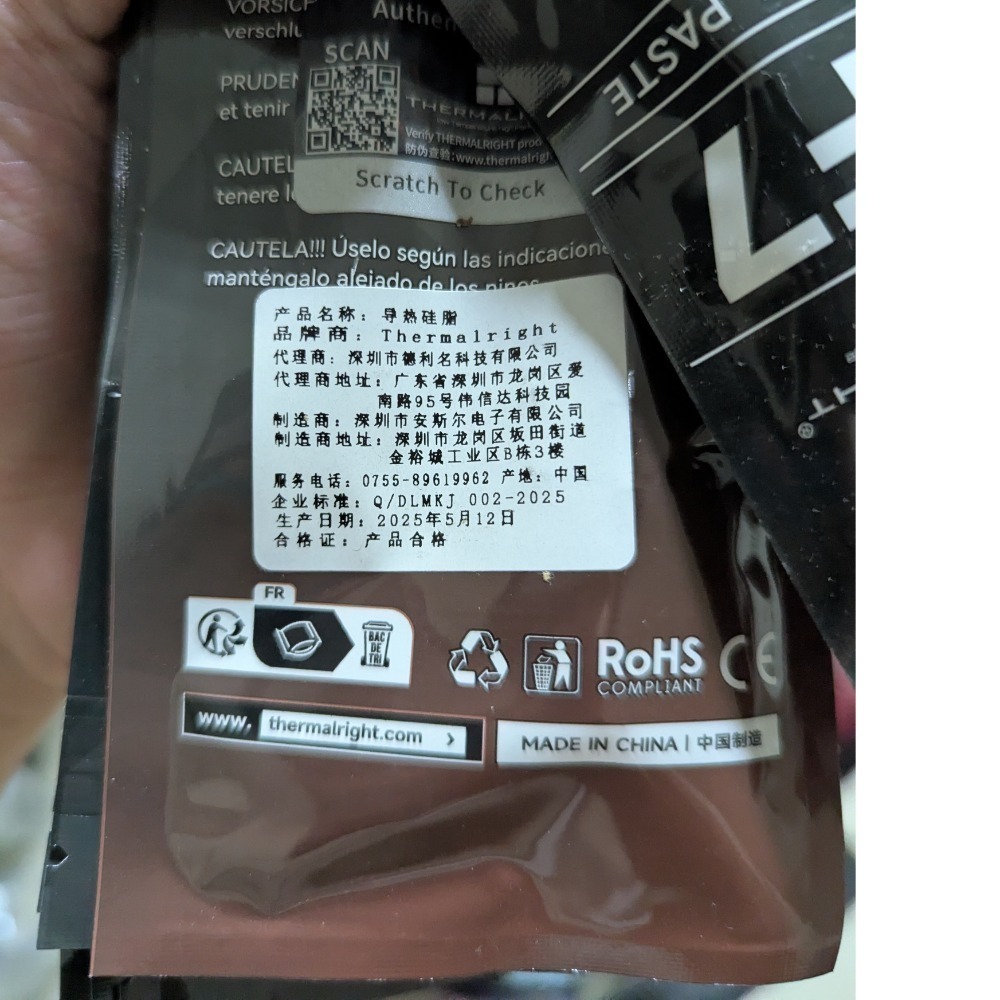 VORSICH
verschlu
Authen
SCAN
PRUDEN
et tenir
THERMALRI
Verify THERMALRIGHT prod
防伪查验:www.thermalrigh
CAUTEL
tenere lo
Scratch To Check
CAUTELA!!! Úselo según las indicacione
manténgalo alejado de los ninos
产品名称：导热硅脂
品牌商：Thermalright
代理商：深圳市德利名科技有限公司
代理商地址：广东省深圳市龙岗区爱
南路95号伟信达科技园
制造商：深圳市安斯尔电子有限公司
制造商地址：深圳市龙岗区坂田街道
金裕城工业区B栋3楼
服务电话：0755-89619962 产地：中国
企业标准：Q/DLMKJ 002-2025
生产日期：2025年5月12日
合格证：产品合格
FR
BAC
DE
TRI
RoHS
COMPLIANT
CE
www. thermalright.com
MADE IN CHINA | 中国制造
PASTE
7
HT